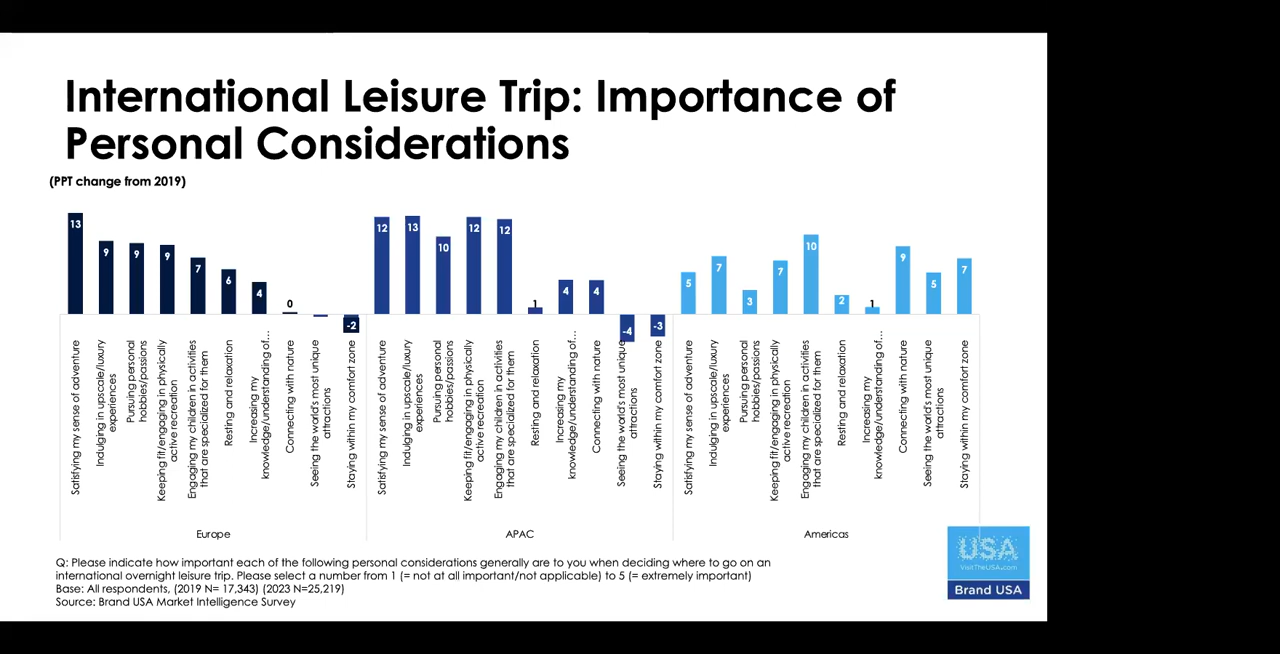 International Leisure Trip: Importance of
Personal Considerations
(PPT change from 2019)
13
9
9
9
7
6
4
0
-2
12
13
10
12
12
1
4
4
-4
-3
5
7
3
7
10
2
1
9
5
7
Satisfying my sense of adventure
Indulging in upscale/luxury
experiences
Pursuing personal
hobbies/passions
Keeping fit/engaging in physically
active recreation
Engaging my children in activities
that are specialized for them
Resting and relaxation
Increasing my
knowledge/understanding of...
Connecting with nature
Seeing the world's most unique
attractions
Staying within my comfort zone
Satisfying my sense of adventure
Indulging in upscale/luxury
experiences
Pursuing personal
hobbies/passions
Keeping fit/engaging in physically
active recreation
Engaging my children in activities
that are specialized for them
Resting and relaxation
Increasing my
knowledge/understanding of...
Connecting with nature
Seeing the world's most unique
attractions
Staying within my comfort zone
Satisfying my sense of adventure
Indulging in upscale/luxury
experiences
Pursuing personal
hobbies/passions
Keeping fit/engaging in physically
active recreation
Engaging my children in activities
that are specialized for them
Resting and relaxation
Increasing my
knowledge/understanding of...
Connecting with nature
Seeing the world's most unique
attractions
Staying within my comfort zone
Europe
APAC
Americas
Q: Please indicate how important each of the following personal considerations generally are to you when deciding where to go on an
international overnight leisure trip. Please select a number from 1 (= not at all important/not applicable) to 5 (= extremely important)
Base: All respondents, (2019 N= 17,343) (2023 N=25,219)
Source: Brand USA Market Intelligence Survey
USA
VisitTheUSA.com
Brand USA